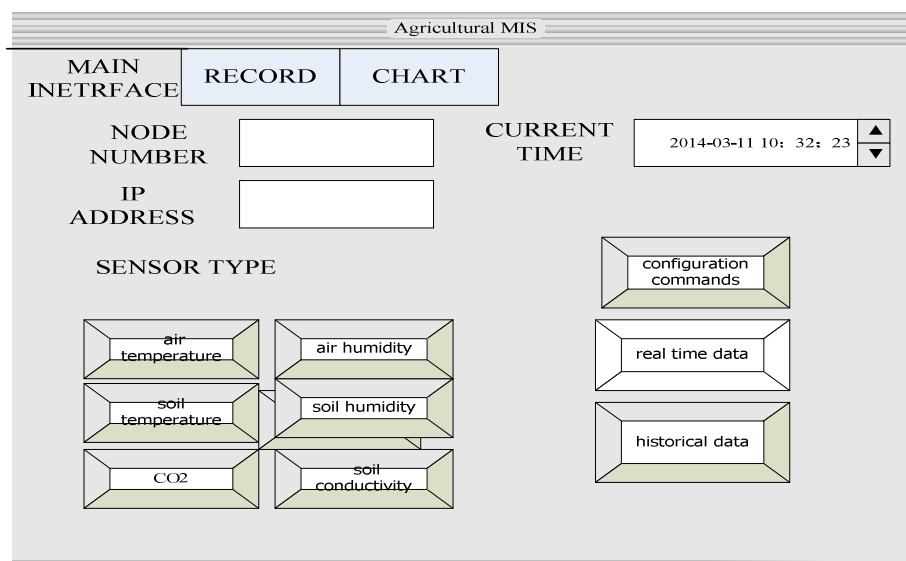 Agricultural MIS
MAIN
INETRFACE
RECORD
CHART
NODE
NUMBER
CURRENT
TIME
2014-03-11 10：32：23
IP
ADDRESS
SENSOR TYPE
configuration
commands
air
temperature
air humidity
real time data
soil
temperature
soil humidity
historical data
CO2
soil
conductivity